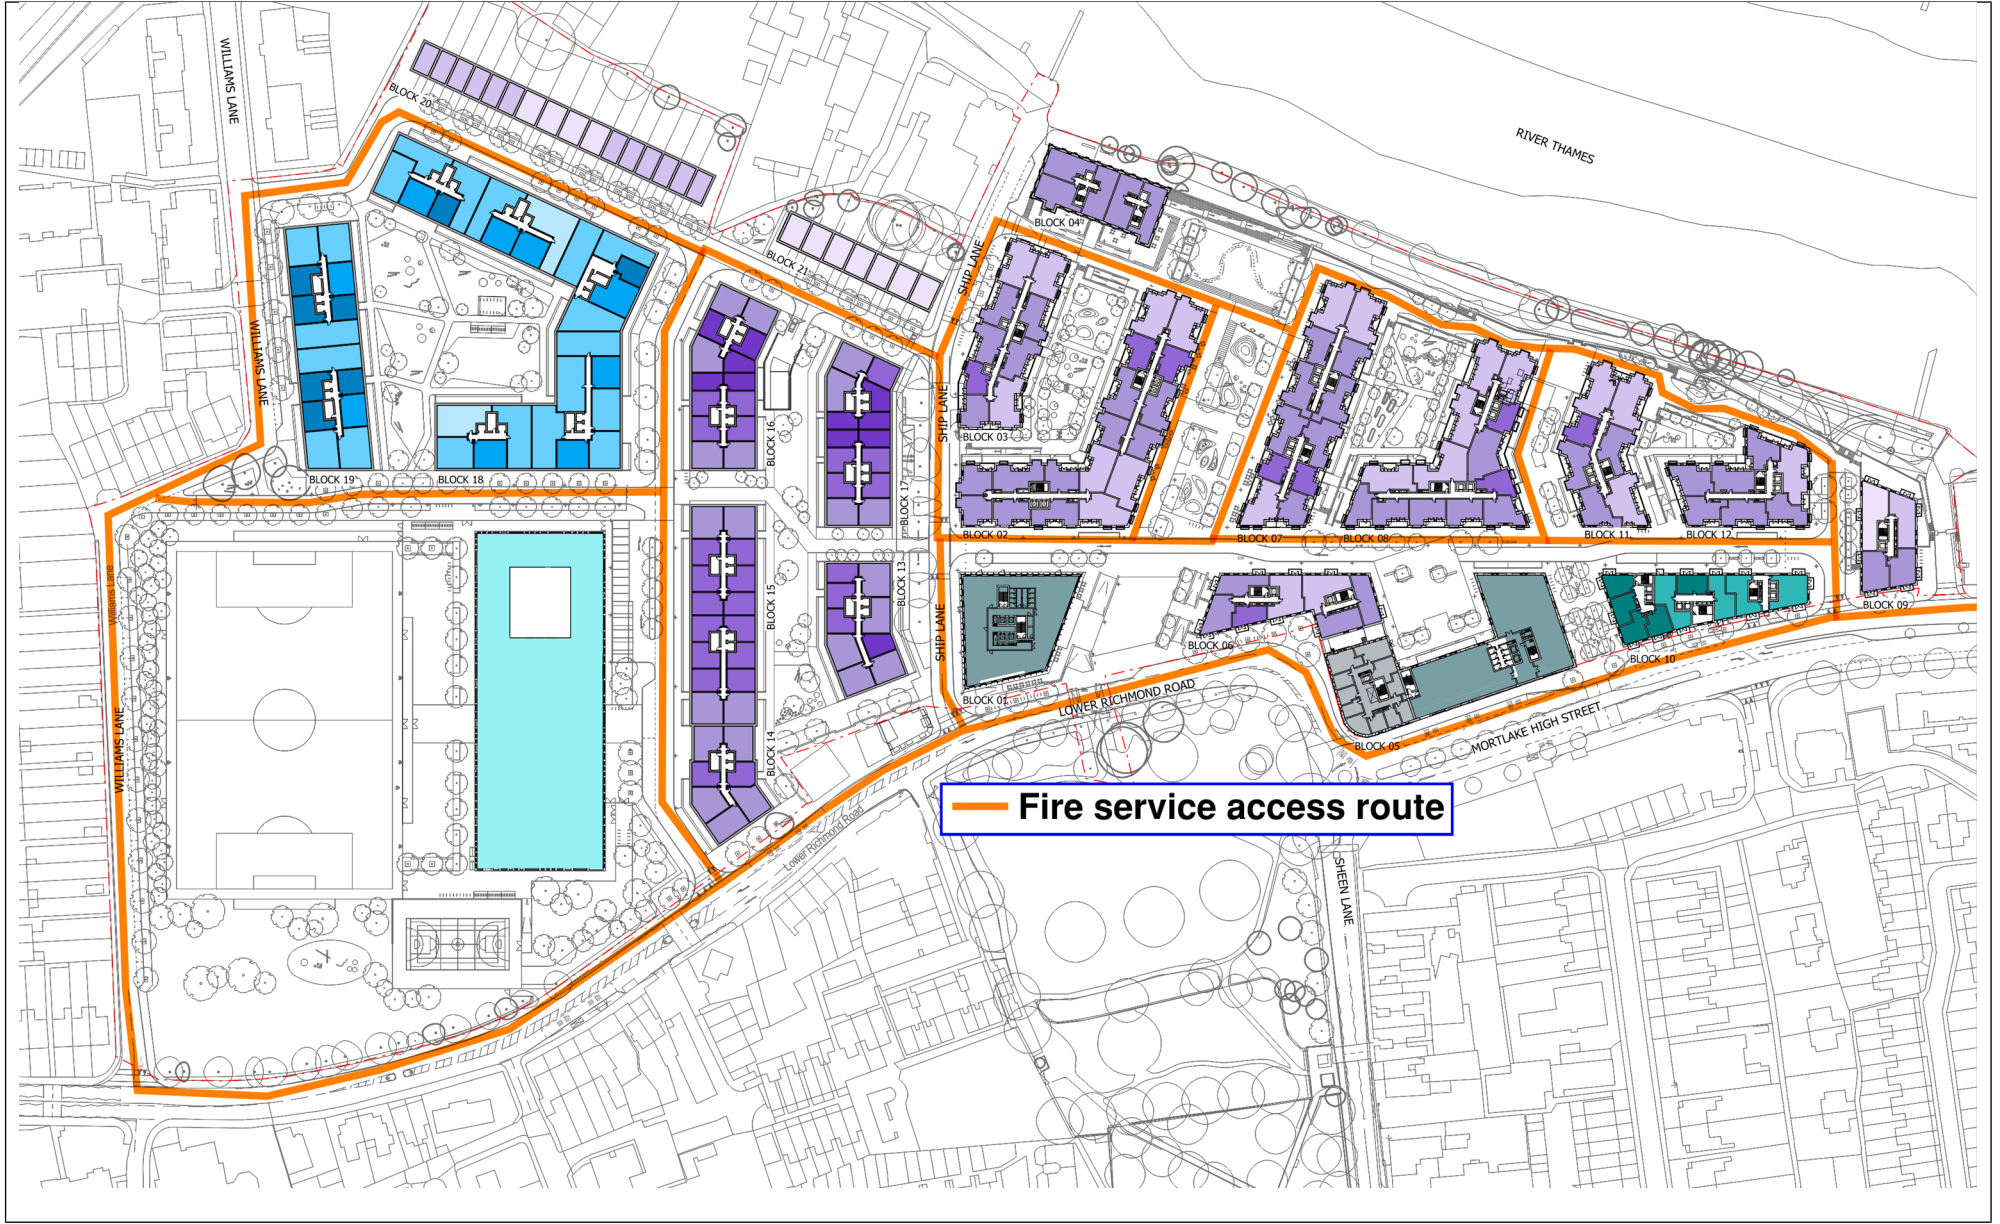 WILLIAMS LANE
BLOCK 20
RIVER THAMES
BLOCK 04
BLOCK 21
SHIP LANE
WILLIAMS LANE
SHIP LANE
BLOCK 03
BLOCK 16
BLOCK 19
BLOCK 18
BLOCK 17
BLOCK 02
BLOCK 07
BLOCK 08
BLOCK 11
BLOCK 12
Williams Lane
BLOCK 15
BLOCK 13
SHIP LANE
BLOCK 09
BLOCK 06
BLOCK 10
BLOCK 01
LOWER RICHMOND ROAD
WILLIAMS LANE
BLOCK 14
BLOCK 05
MORTLAKE HIGH STREET
Fire service access route
Lower Richmond Road
SHEEN LANE